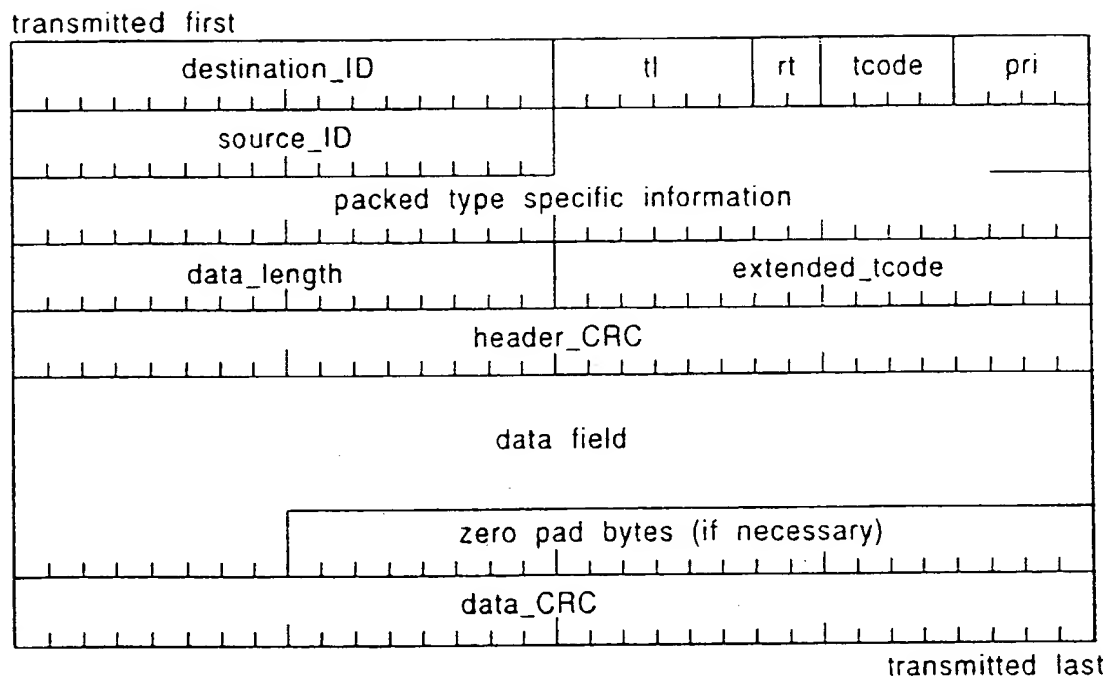 transmitted first
destination_ID tl rt tcode pri
source_ID
packed type specific information
data_length extended_tcode
header_CRC
data field
zero pad bytes (if necessary)
data_CRC
transmitted last